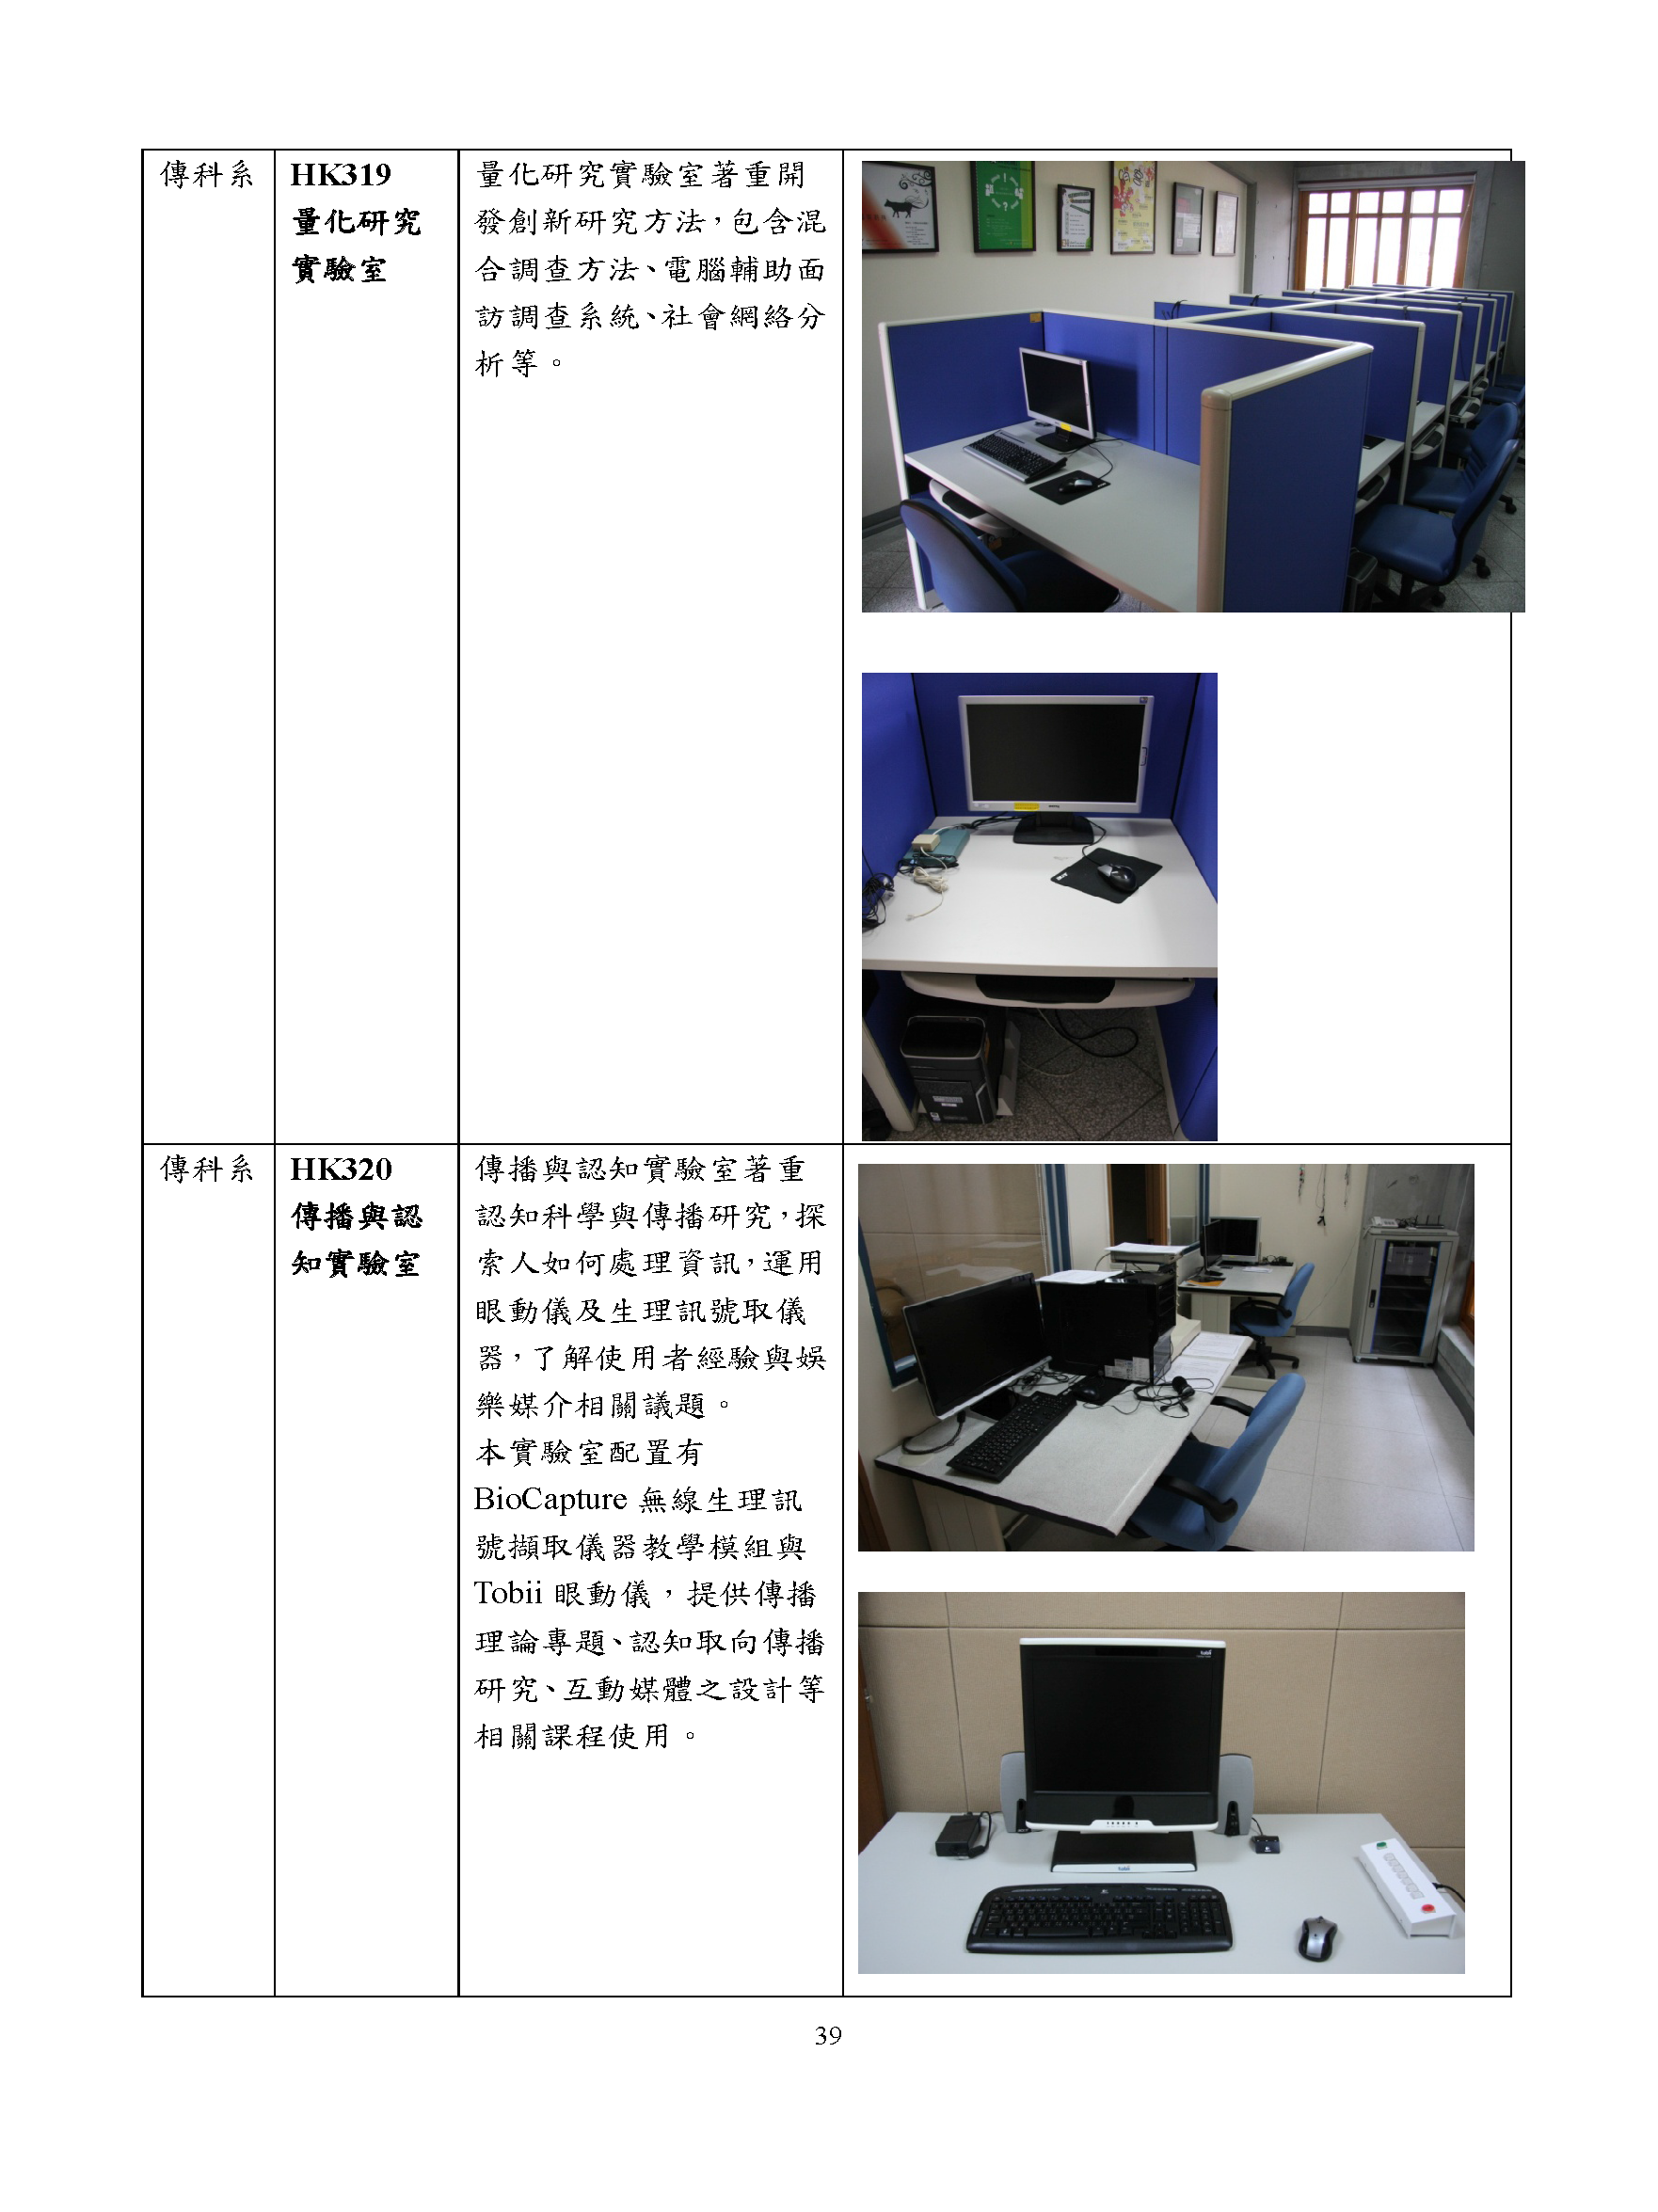 傳科系
HK319
量化研究
實驗室
量化研究實驗室著重開
發創新研究方法，包含混
合調查方法、電腦輔助面
訪調查系統、社會網絡分
析等。
傳科系
HK320
傳播與認
知實驗室
傳播與認知實驗室著重
認知科學與傳播研究，探
索人如何處理資訊，運用
眼動儀及生理訊號取儀
器，了解使用者經驗與娛
樂媒介相關議題。
本實驗室配置有
BioCapture 無線生理訊
號擷取儀器教學模組與
Tobii 眼動儀，提供傳播
理論專題、認知取向傳播
研究、互動媒體之設計等
相關課程使用。
39